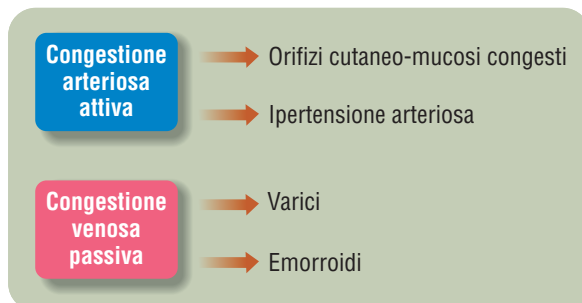 Congestione
arteriosa
attiva
Orifizi cutaneo-mucosi congesti
Ipertensione arteriosa
Congestione
venosa
passiva
Varici
Emorroidi